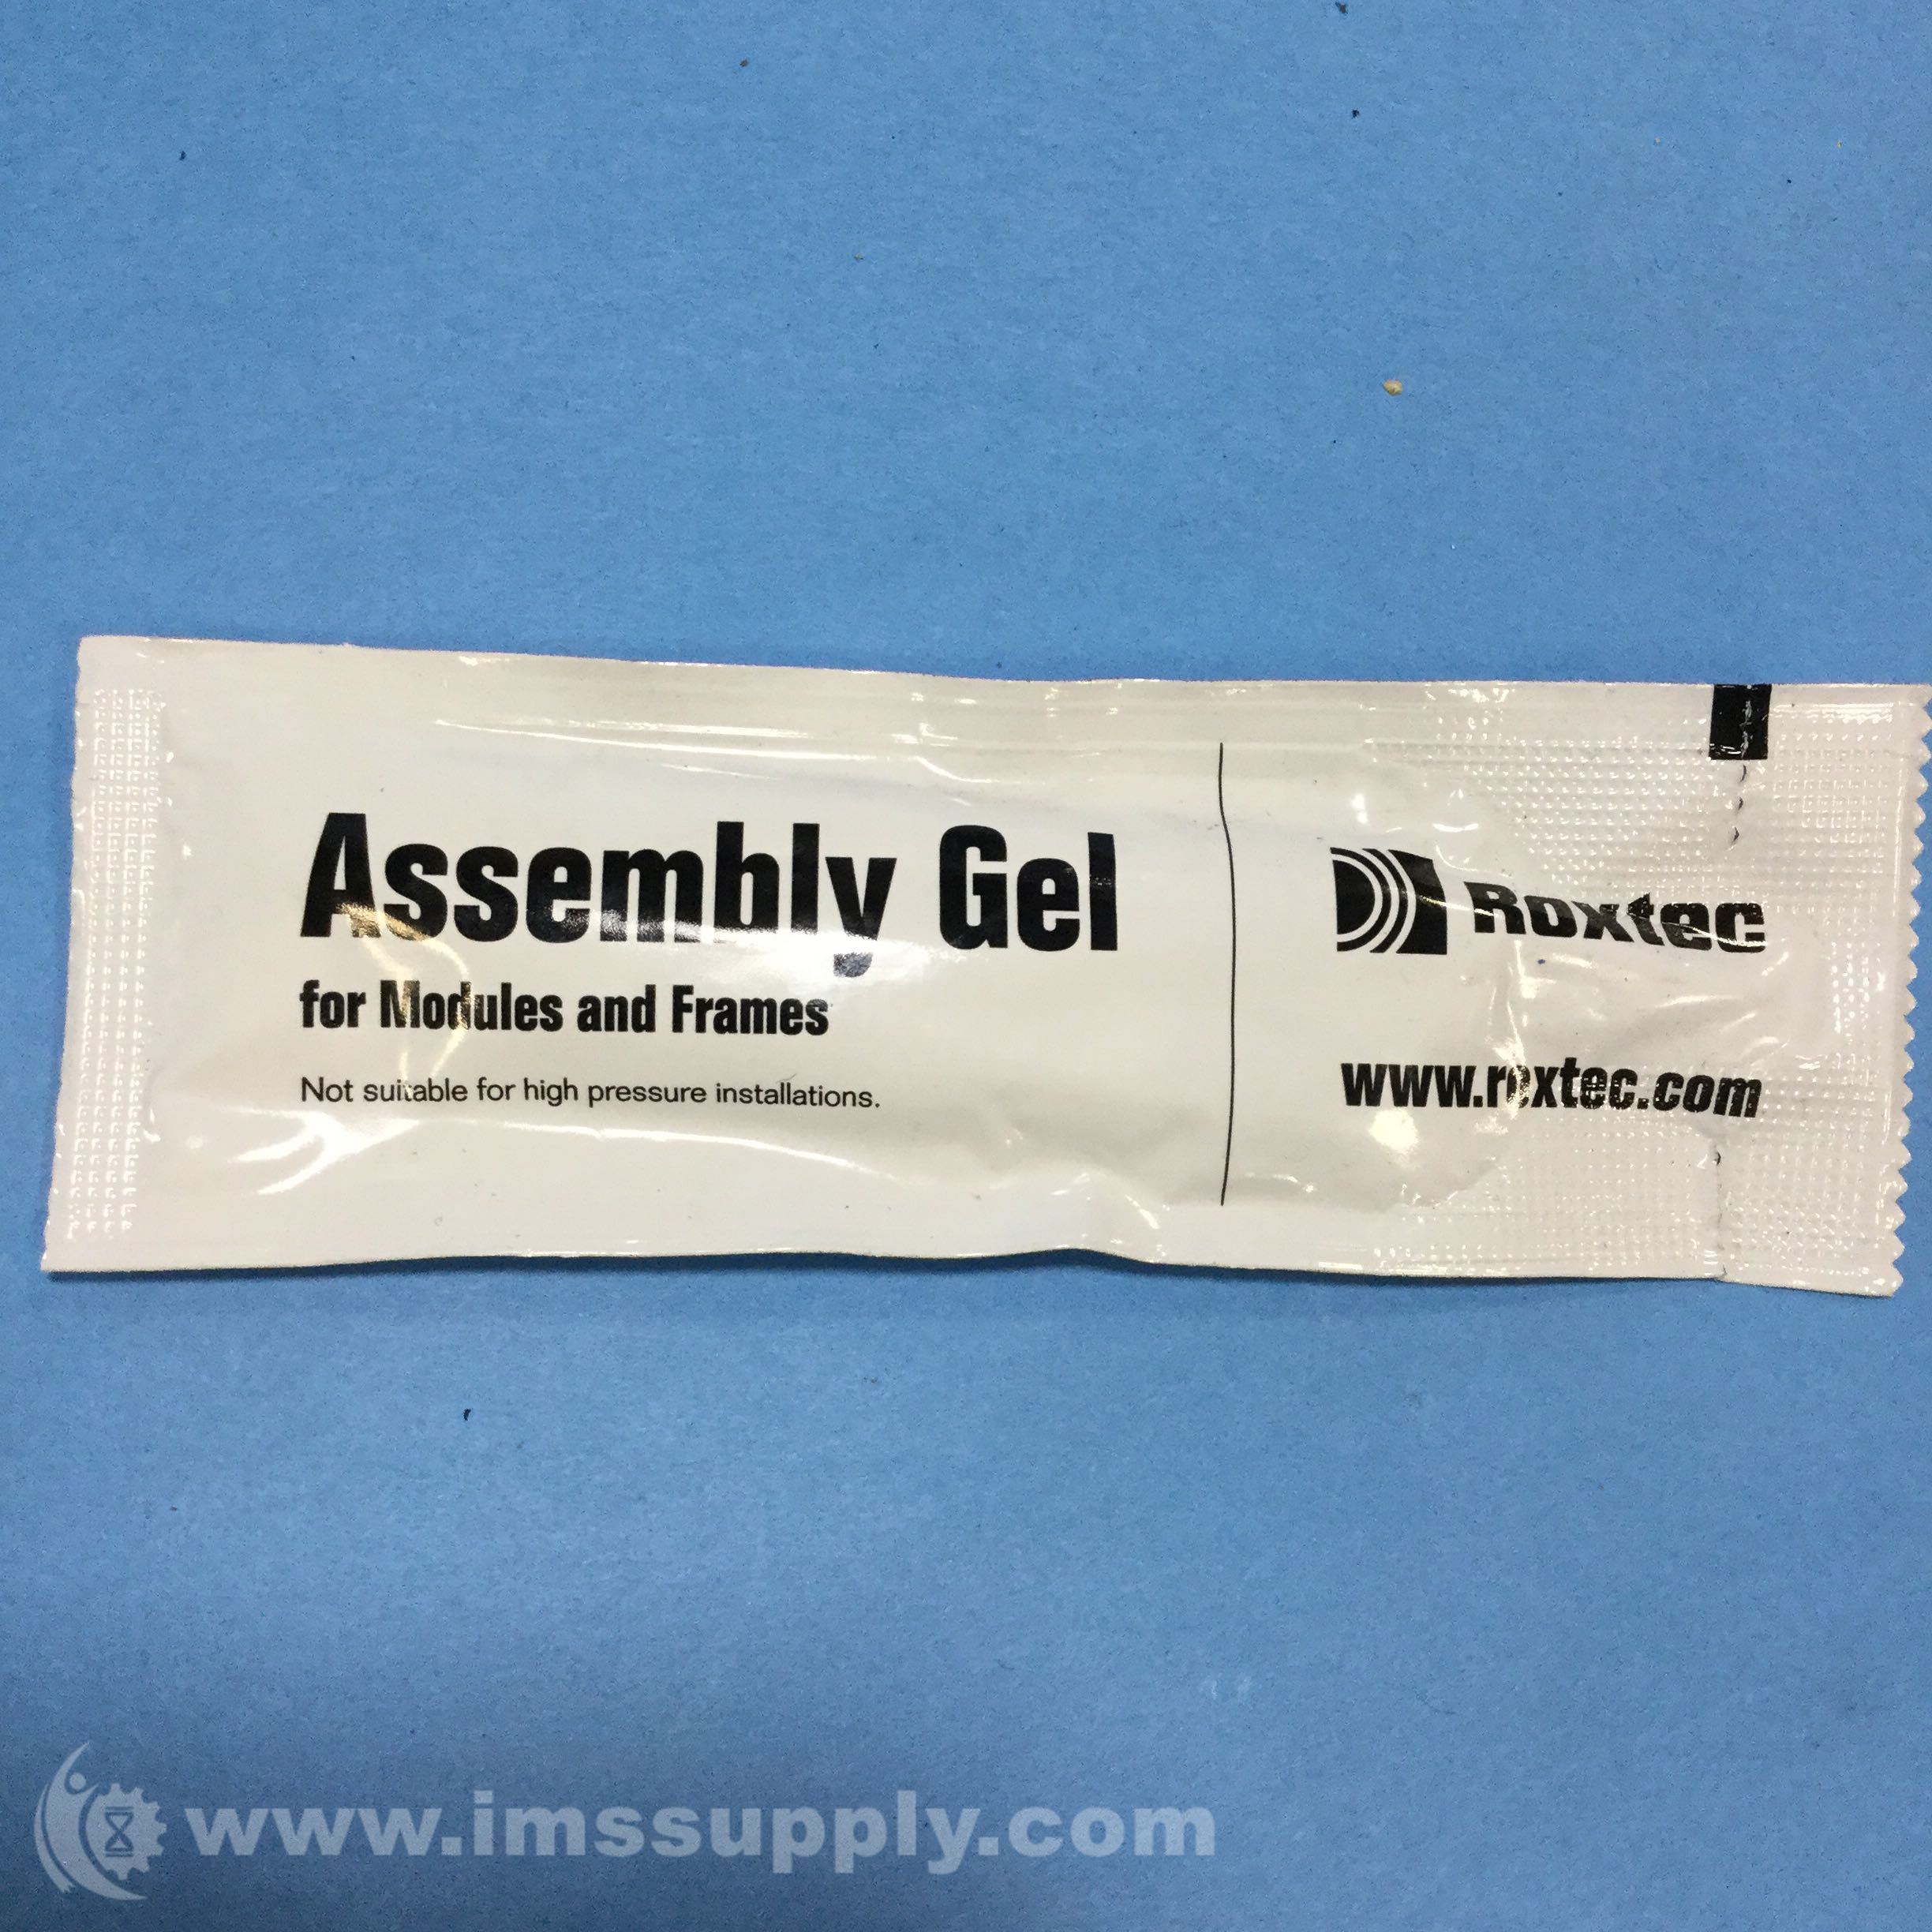 Assembly Gel
for Modules and Frames
Not suitable for high pressure installations.
Roxtec
www.roxtec.com
www.imssupply.com